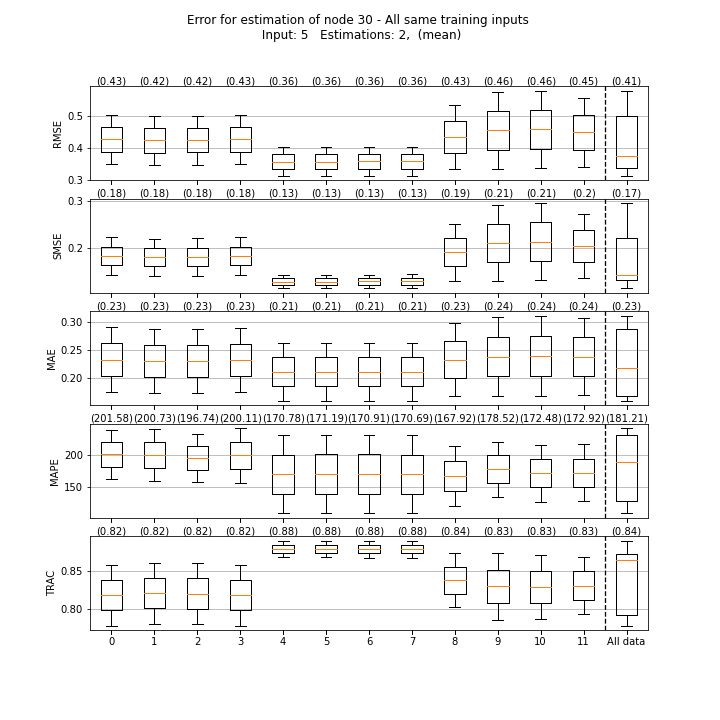 Error for estimation of node 30 - All same training inputs
Input: 5 Estimations: 2, (mean)
(0.43) (0.42) (0.42) (0.43) (0.36) (0.36) (0.36) (0.36) (0.43) (0.46) (0.46) (0.45) (0.41)
0.5
RMSE
0.4
0.3
(0.18) (0.18) (0.18) (0.18) (0.13) (0.13) (0.13) (0.13) (0.19) (0.21) (0.21) (0.2) (0.17)
0.3
SMSE
0.2
(0.23) (0.23) (0.23) (0.23) (0.21) (0.21) (0.21) (0.21) (0.23) (0.24) (0.24) (0.24) (0.23)
0.30
MAE
0.25
0.20
(201.58) (200.73) (196.74) (200.11) (170.78) (171.19) (170.91) (170.69) (167.92) (178.52) (172.48) (172.92) (181.21)
200
MAPE
150
(0.82) (0.82) (0.82) (0.82) (0.88) (0.88) (0.88) (0.88) (0.84) (0.83) (0.83) (0.83) (0.84)
0.85
TRAC
0.80
0 1 2 3 4 5 6 7 8 9 10 11 All data